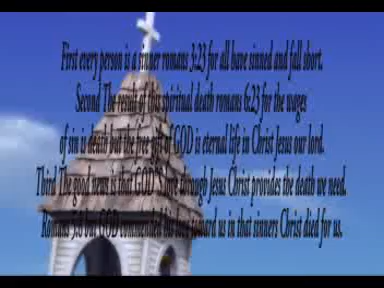 First every person is a sinner romans 3:23 for all have sinned and fall short.
Second The result of this spiritual death romans 6:23 for the wages
of sin is death but the free gift of GOD is eternal life in Christ Jesus our lord.
Third The good news is that GOD'S love through Jesus Christ provides the death we need.
Romans 5:8 but GOD commended his love toward us in that sinners Christ died for us.